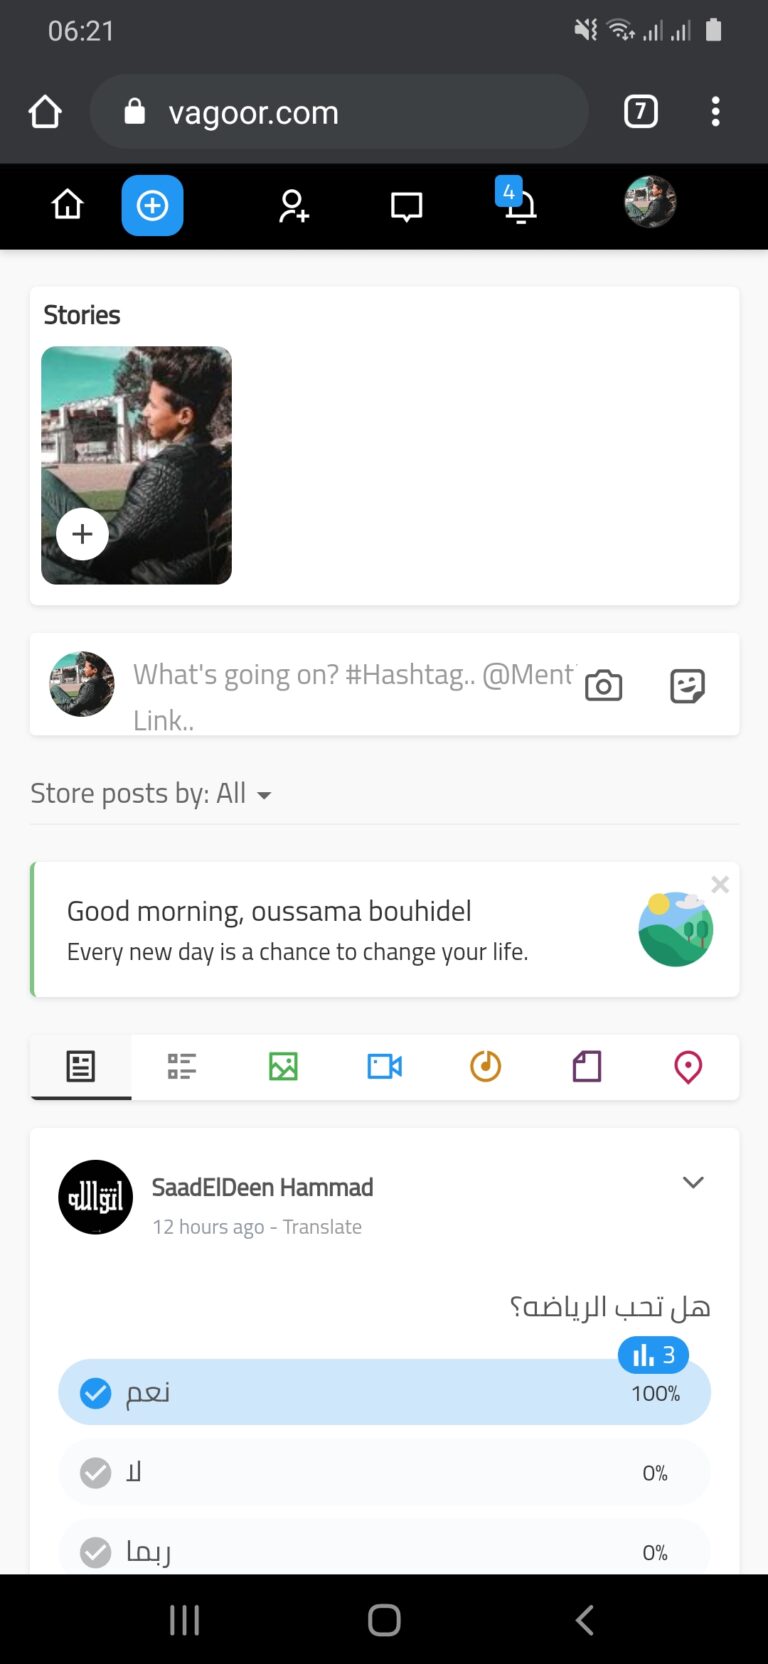 06:21
vagoor.com
7
4
Stories
What's going on? #Hashtag.. @Ment
Link..
Store posts by: All
Good morning, oussama bouhidel
Every new day is a chance to change your life.
اتق الله
SaadElDeen Hammad
12 hours ago - Translate
هل تحب الرياضه؟
3
نعم 100%
لا 0%
ربما 0%